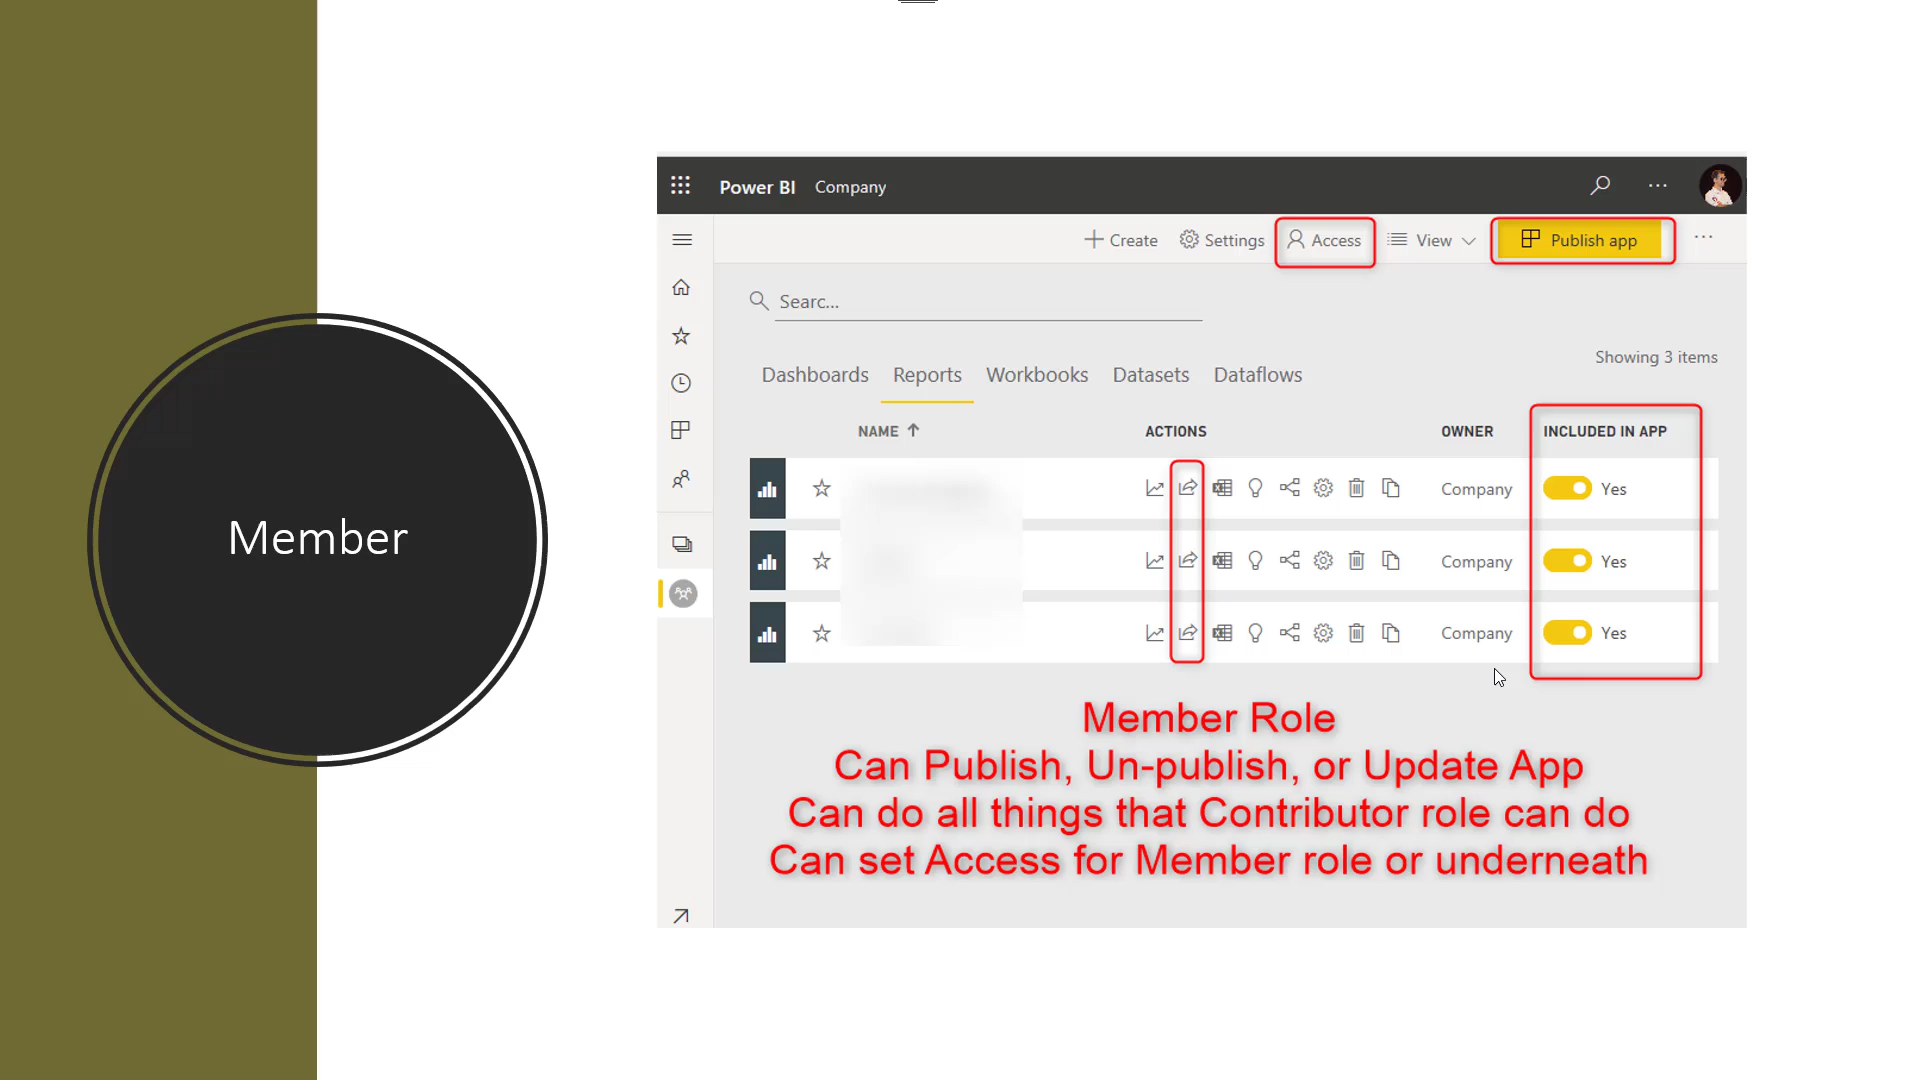 Member
Power BI Company
Create Settings Access View Publish app
Searc...
Showing 3 items
Dashboards Reports Workbooks Datasets Dataflows
NAME ACTIONS OWNER INCLUDED IN APP
Company Yes
Company Yes
Company Yes
Member Role
Can Publish, Un-publish, or Update App
Can do all things that Contributor role can do
Can set Access for Member role or underneath